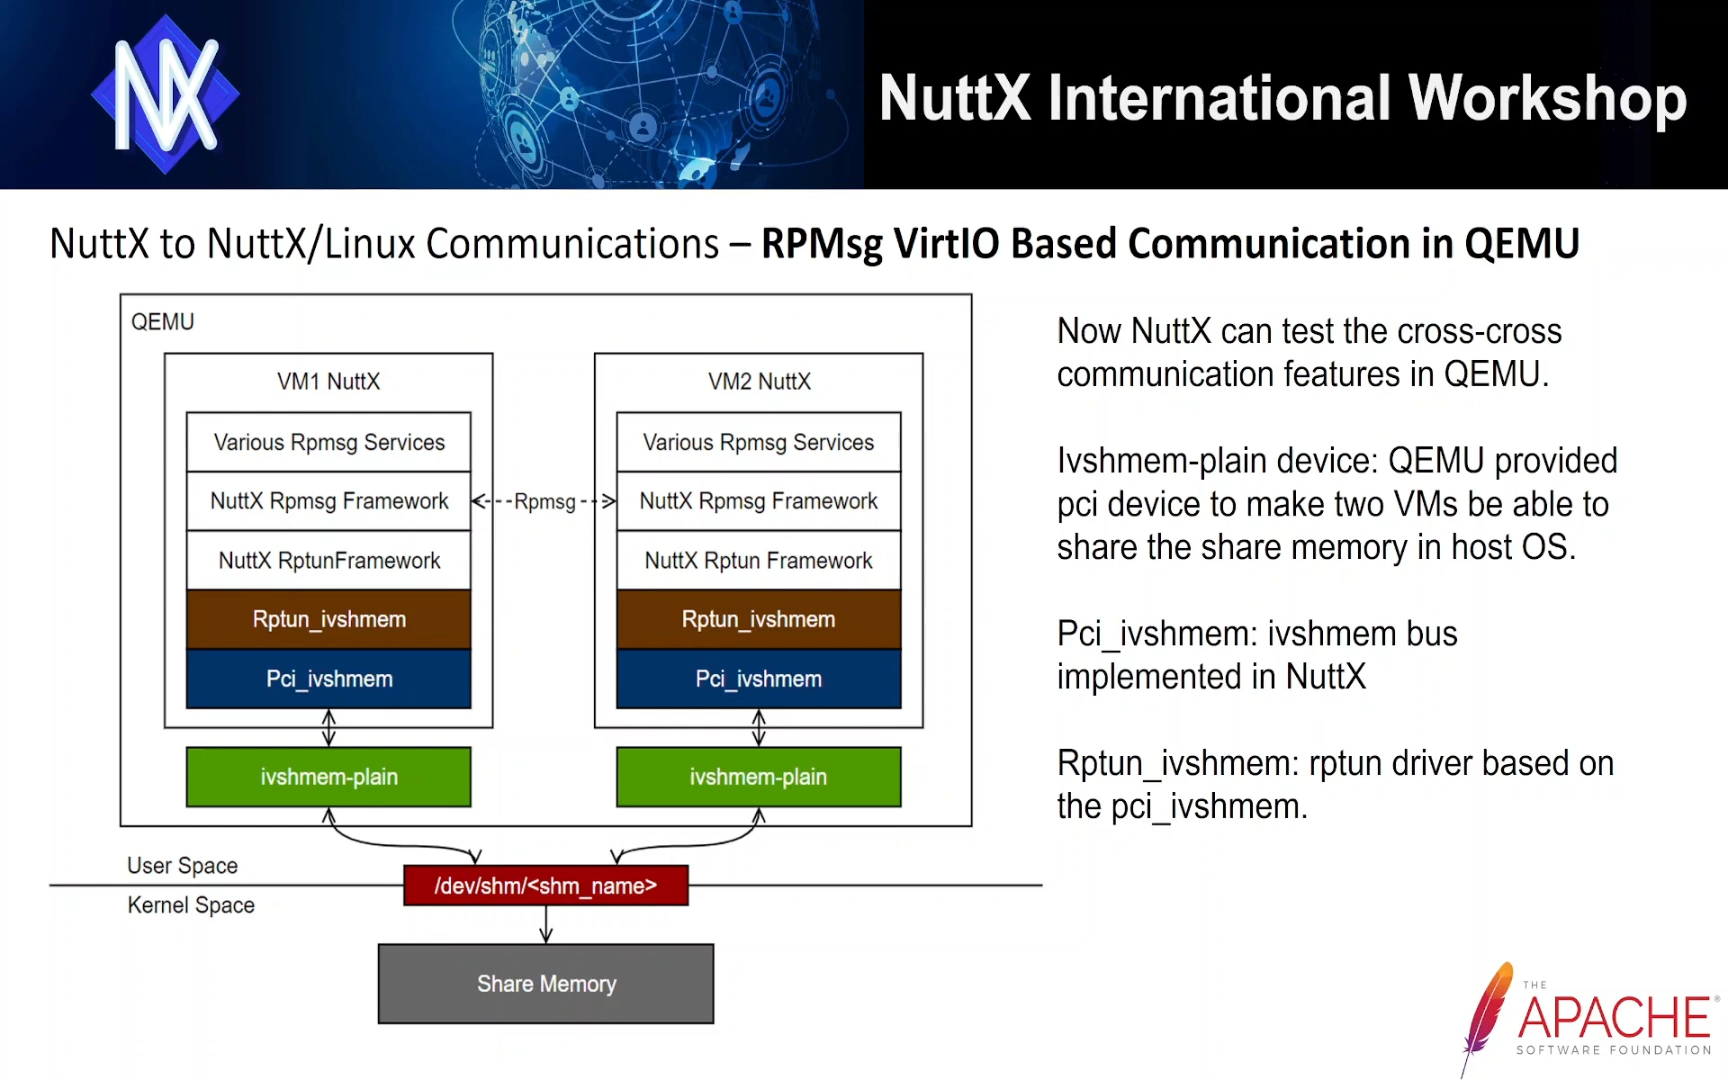 NX
NuttX International Workshop
NuttX to NuttX/Linux Communications – RPMsg VirtIO Based Communication in QEMU
QEMU
VM1 NuttX
Various Rpmsg Services
NuttX Rpmsg Framework
NuttX RptunFramework
Rptun_ivshmem
Pci_ivshmem
ivshmem-plain
Rpmsg
VM2 NuttX
Various Rpmsg Services
NuttX Rpmsg Framework
NuttX Rptun Framework
Rptun_ivshmem
Pci_ivshmem
ivshmem-plain
User Space
Kernel Space
/dev/shm/<shm_name>
Share Memory
Now NuttX can test the cross-cross
communication features in QEMU.
Ivshmem-plain device: QEMU provided
pci device to make two VMs be able to
share the share memory in host OS.
Pci_ivshmem: ivshmem bus
implemented in NuttX
Rptun_ivshmem: rptun driver based on
the pci_ivshmem.
THE
APACHE®
SOFTWARE FOUNDATION